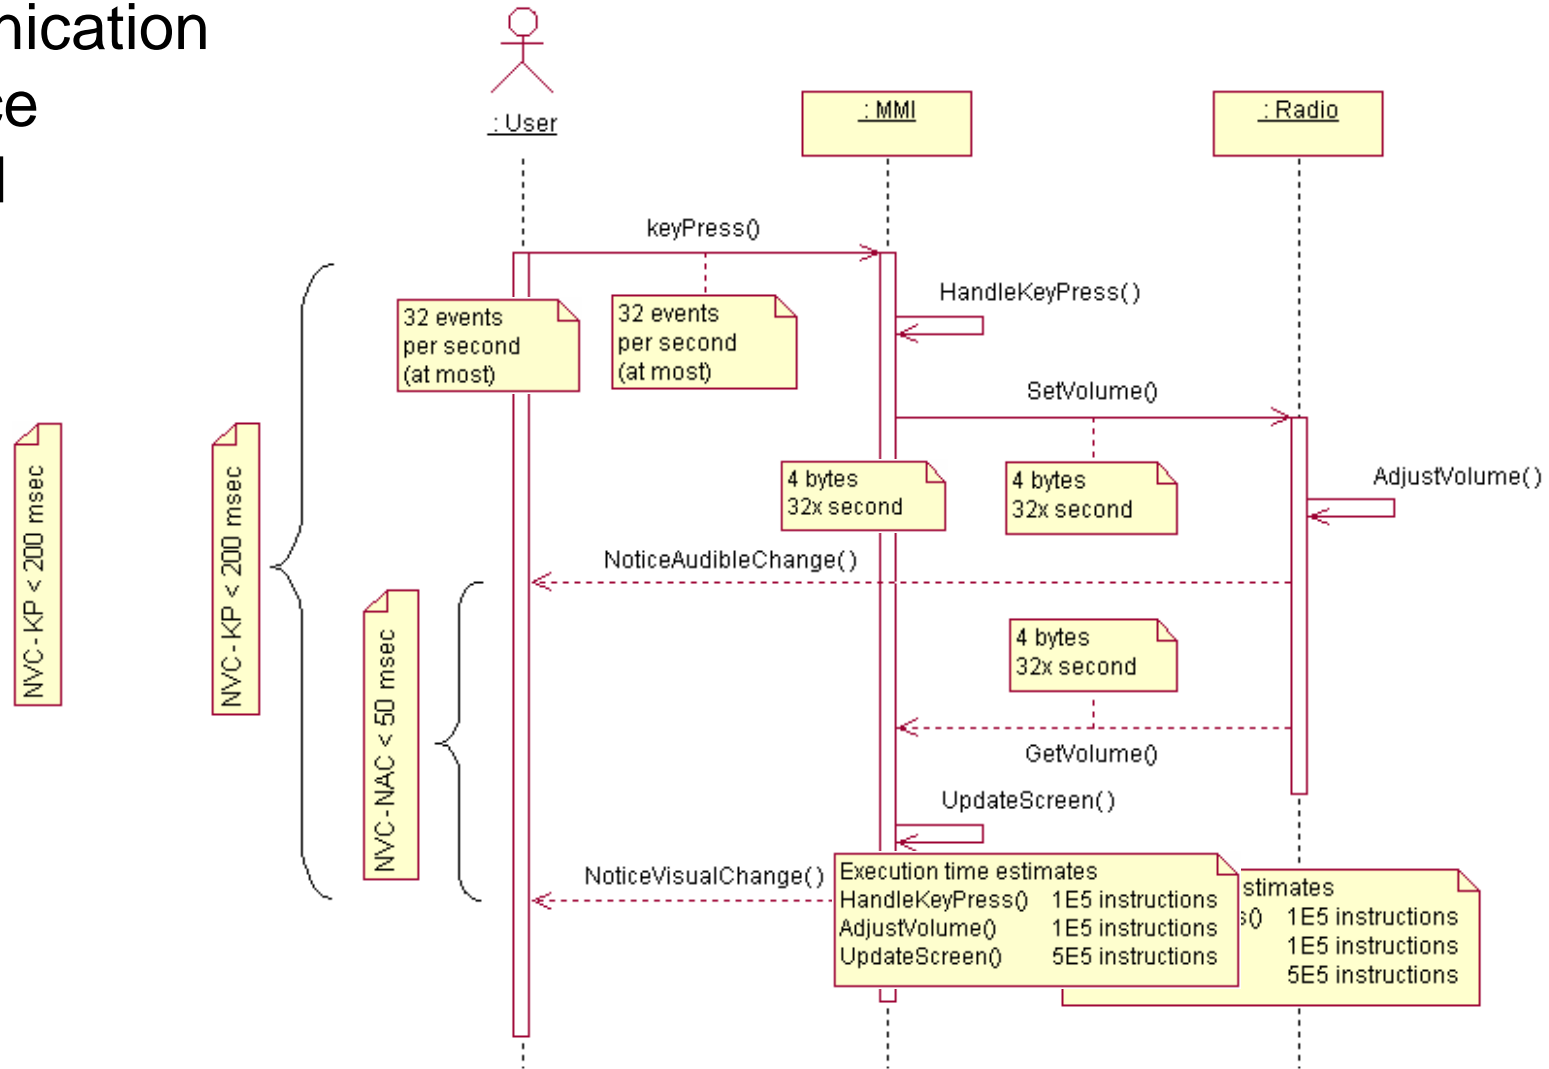 : User
: MMI
: Radio
keyPress()
HandleKeyPress()
32 events
per second
(at most)
32 events
per second
(at most)
SetVolume()
4 bytes
32x second
4 bytes
32x second
AdjustVolume()
NVC-KP < 200 msec
NVC-KP < 200 msec
NoticeAudibleChange()
NVC-NAC < 50 msec
4 bytes
32x second
GetVolume()
UpdateScreen()
NoticeVisualChange()
Execution time estimates
HandleKeyPress() 1E5 instructions
AdjustVolume() 1E5 instructions
UpdateScreen() 5E5 instructions
1E5 instructions
1E5 instructions
5E5 instructions